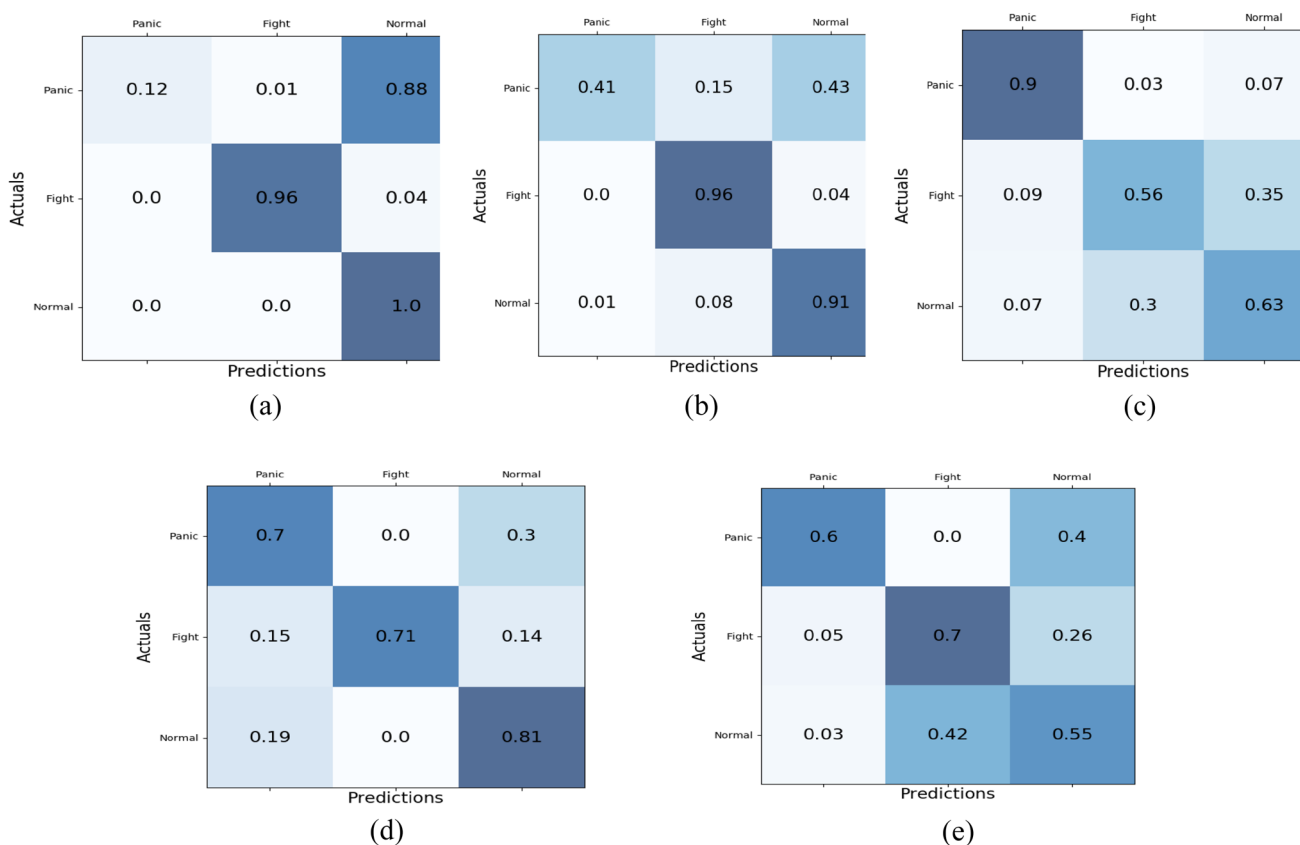 Panic Fight Normal
Panic 0.12 0.01 0.88
Fight 0.0 0.96 0.04
Normal 0.0 0.0 1.0
Actuals
Predictions
(a)
Panic Fight Normal
Panic 0.41 0.15 0.43
Fight 0.0 0.96 0.04
Normal 0.01 0.08 0.91
Actuals
Predictions
(b)
Panic Fight Normal
Panic 0.9 0.03 0.07
Fight 0.09 0.56 0.35
Normal 0.07 0.3 0.63
Actuals
Predictions
(c)
Panic Fight Normal
Panic 0.7 0.0 0.3
Fight 0.15 0.71 0.14
Normal 0.19 0.0 0.81
Actuals
Predictions
(d)
Panic Fight Normal
Panic 0.6 0.0 0.4
Fight 0.05 0.7 0.26
Normal 0.03 0.42 0.55
Actuals
Predictions
(e)